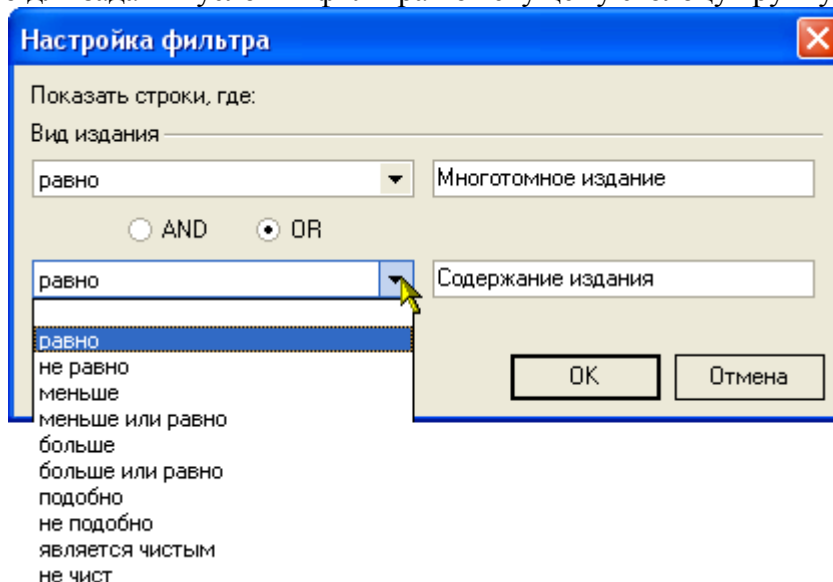 Настройка фильтра
Показать строки, где:
Вид издания
равно Многотомное издание
AND OR
равно Содержание издания
равно
не равно
меньше
OK Отмена
меньше или равно
больше
больше или равно
подобно
не подобно
является чистым
не чист